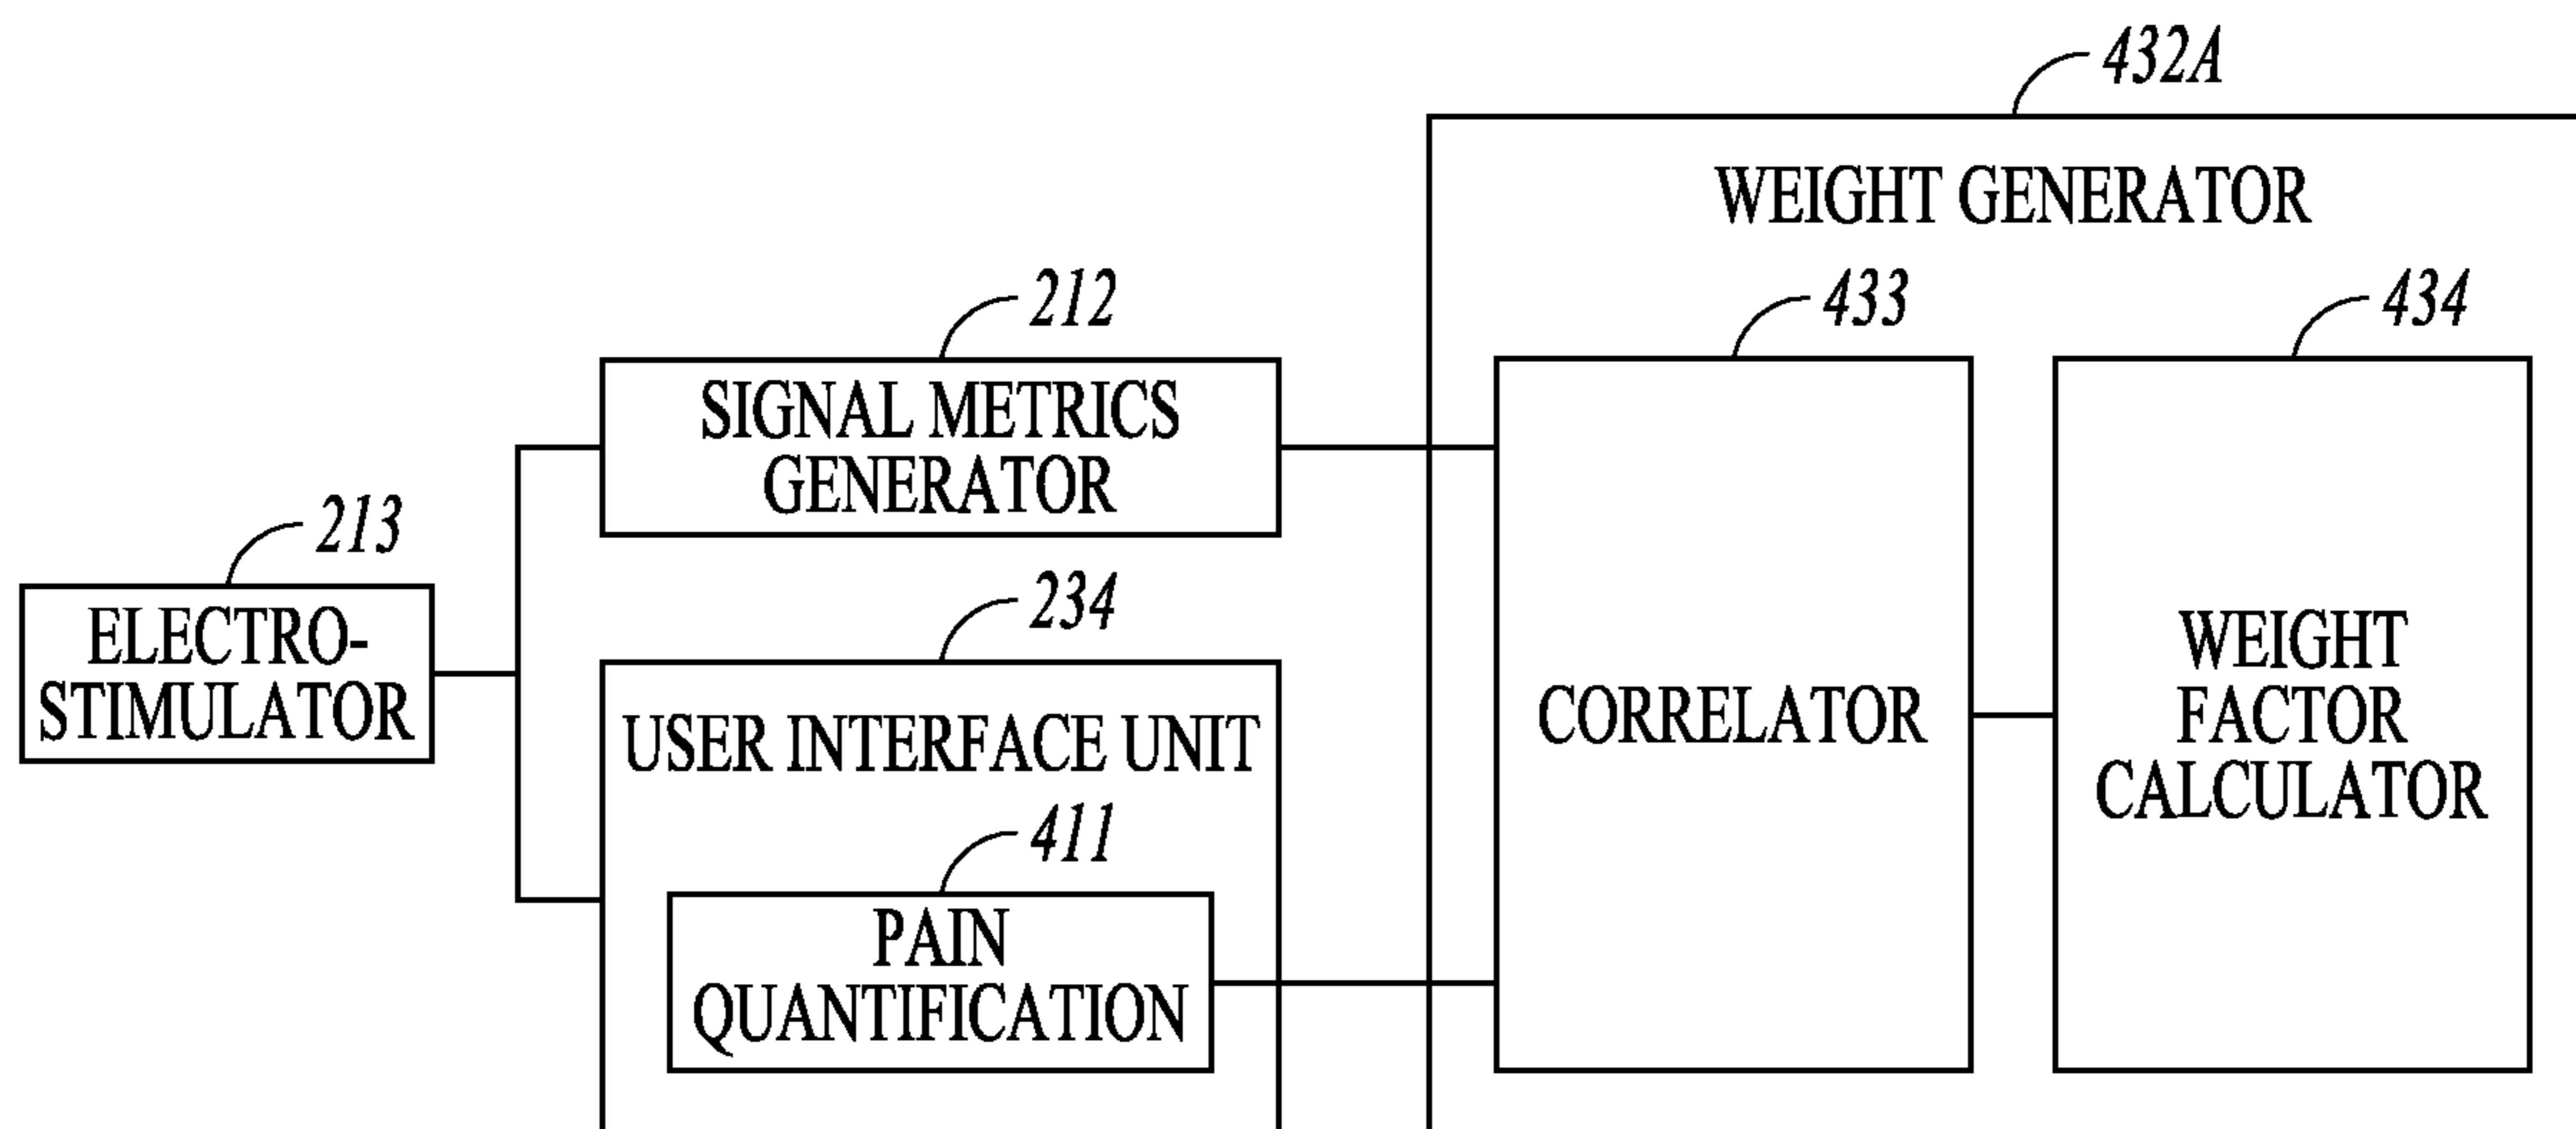 432A
WEIGHT GENERATOR
212
433
434
SIGNAL METRICS
GENERATOR
213
ELECTRO-
STIMULATOR
234
USER INTERFACE UNIT
411
PAIN
QUANTIFICATION
CORRELATOR
WEIGHT
FACTOR
CALCULATOR